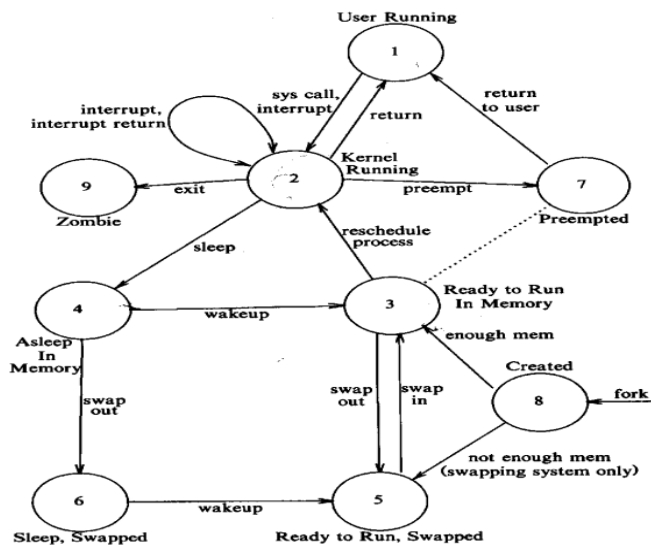 User Running
1
sys call,
interrupt
return
return
to user
interrupt,
interrupt return
Kernel
Running
2
9
exit
Zombie
preempt
7
Preempted
sleep
reschedule
process
4
Asleep
In
Memory
wakeup
3
Ready to Run
In Memory
enough mem
Created
8
fork
swap
out
swap
out
swap
in
not enough mem
(swapping system only)
6
Sleep, Swapped
wakeup
5
Ready to Run, Swapped